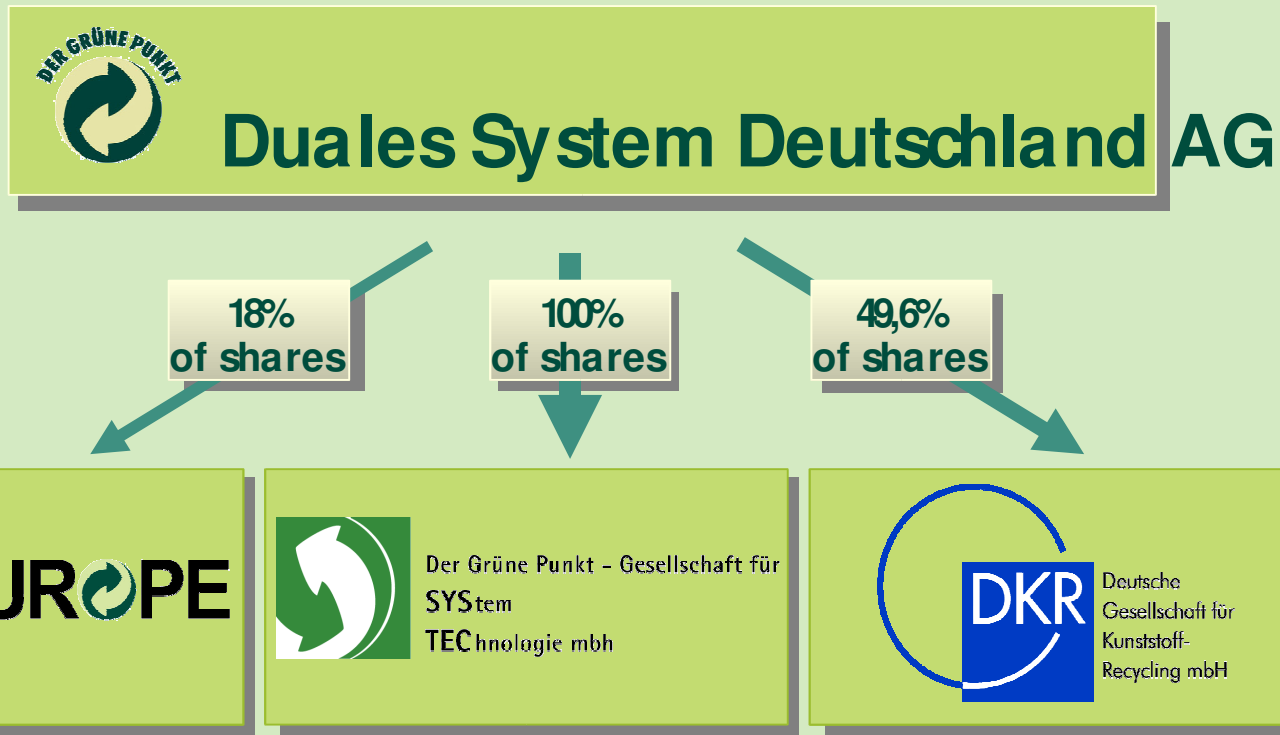 DER GRÜNE PUNKT
Duales System Deutschland AG
18%
of shares
100%
of shares
49,6%
of shares
UROPE
Der Grüne Punkt - Gesellschaft für
SYStem
TEChnologie mbh
DKR
Deutsche
Gesellschaft für
Kunststoff-
Recycling mbH